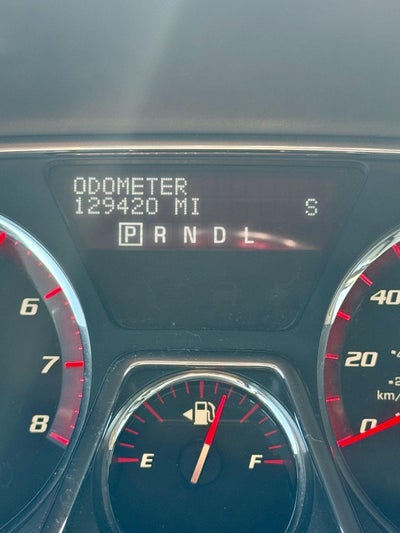 ODOMETER
129420 MI S
P R N D L
6
7
8
40
20
0
km/
E F